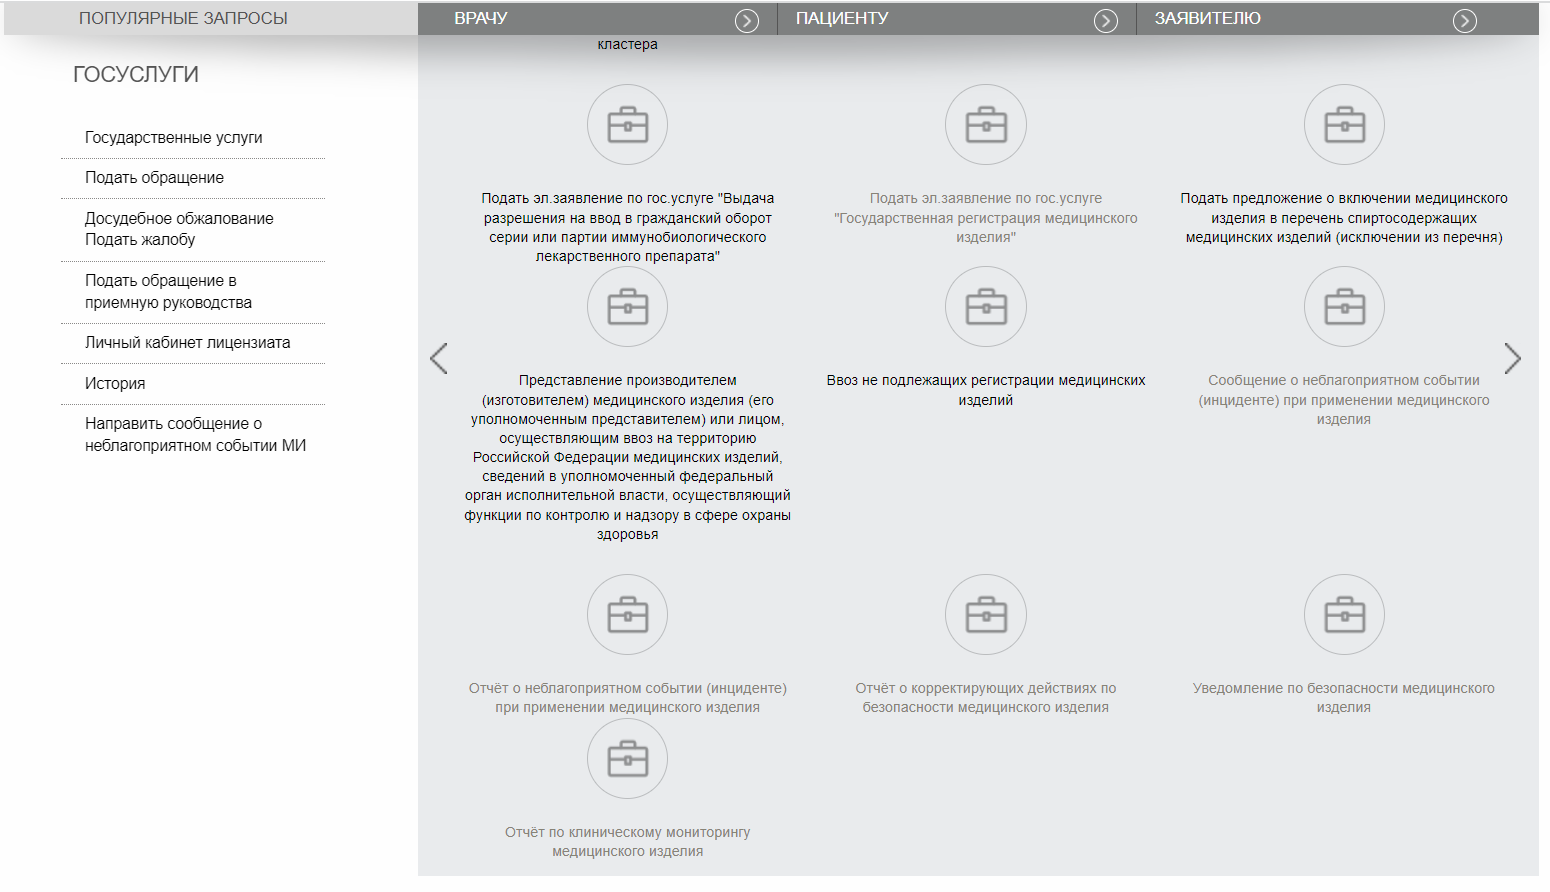 ПОПУЛЯРНЫЕ ЗАПРОСЫ
ВРАЧУ
ПАЦИЕНТУ
ЗАЯВИТЕЛЮ
ГОСУСЛУГИ
Государственные услуги
Подать обращение
Досудебное обжалование
Подать жалобу
Подать обращение в
приемную руководства
Личный кабинет лицензиата
История
Направить сообщение о
неблагоприятном событии МИ
кластера
Подать эл.заявление по гос.услуге "Выдача
разрешения на ввод в гражданский оборот
серии или партии иммунобиологического
лекарственного препарата"
Подать эл.заявление по гос.услуге
"Государственная регистрация медицинского
изделия"
Подать предложение о включении медицинского
изделия в перечень спиртосодержащих
медицинских изделий (исключении из перечня)
Представление производителем
(изготовителем) медицинского изделия (его
уполномоченным представителем) или лицом,
осуществляющим ввоз на территорию
Российской Федерации медицинских изделий,
сведений в уполномоченный федеральный
орган исполнительной власти, осуществляющий
функции по контролю и надзору в сфере охраны
здоровья
Ввоз не подлежащих регистрации медицинских
изделий
Сообщение о неблагоприятном событии
(инциденте) при применении медицинского
изделия
Отчёт о неблагоприятном событии (инциденте)
при применении медицинского изделия
Отчёт о корректирующих действиях по
безопасности медицинского изделия
Уведомление по безопасности медицинского
изделия
Отчёт по клиническому мониторингу
медицинского изделия